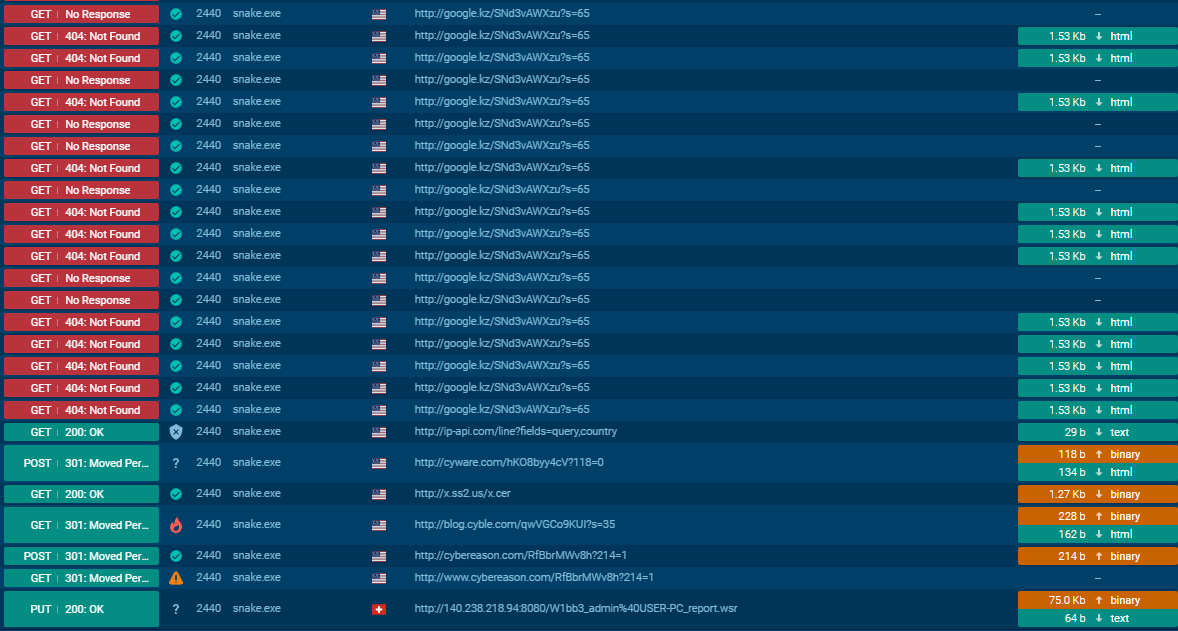 GET No Response 2440 snake.exe http://google.kz/SNd3vAWXzu?s=65 –
GET 404: Not Found 2440 snake.exe http://google.kz/SNd3vAWXzu?s=65 1.53 Kb html
GET 404: Not Found 2440 snake.exe http://google.kz/SNd3vAWXzu?s=65 1.53 Kb html
GET No Response 2440 snake.exe http://google.kz/SNd3vAWXzu?s=65 –
GET 404: Not Found 2440 snake.exe http://google.kz/SNd3vAWXzu?s=65 1.53 Kb html
GET No Response 2440 snake.exe http://google.kz/SNd3vAWXzu?s=65 –
GET No Response 2440 snake.exe http://google.kz/SNd3vAWXzu?s=65 –
GET 404: Not Found 2440 snake.exe http://google.kz/SNd3vAWXzu?s=65 1.53 Kb html
GET No Response 2440 snake.exe http://google.kz/SNd3vAWXzu?s=65 –
GET 404: Not Found 2440 snake.exe http://google.kz/SNd3vAWXzu?s=65 1.53 Kb html
GET 404: Not Found 2440 snake.exe http://google.kz/SNd3vAWXzu?s=65 1.53 Kb html
GET 404: Not Found 2440 snake.exe http://google.kz/SNd3vAWXzu?s=65 1.53 Kb html
GET No Response 2440 snake.exe http://google.kz/SNd3vAWXzu?s=65 –
GET No Response 2440 snake.exe http://google.kz/SNd3vAWXzu?s=65 –
GET 404: Not Found 2440 snake.exe http://google.kz/SNd3vAWXzu?s=65 1.53 Kb html
GET 404: Not Found 2440 snake.exe http://google.kz/SNd3vAWXzu?s=65 1.53 Kb html
GET 404: Not Found 2440 snake.exe http://google.kz/SNd3vAWXzu?s=65 1.53 Kb html
GET 404: Not Found 2440 snake.exe http://google.kz/SNd3vAWXzu?s=65 1.53 Kb html
GET 404: Not Found 2440 snake.exe http://google.kz/SNd3vAWXzu?s=65 1.53 Kb html
GET 200: OK 2440 snake.exe http://ip-api.com/line?fields=query,country 29 b text
POST 301: Moved Per... ? 2440 snake.exe http://cyware.com/hKO8byy4cV?118=0 118 b binary
134 b html
GET 200: OK 2440 snake.exe http://x.ss2.us/x.cer 1.27 Kb binary
GET 301: Moved Per... 2440 snake.exe http://blog.cyble.com/qwVGCo9KUI?s=35 228 b binary
162 b html
POST 301: Moved Per... 2440 snake.exe http://cybereason.com/RfBbrMWv8h?214=1 214 b binary
GET 301: Moved Per... 2440 snake.exe http://www.cybereason.com/RfBbrMWv8h?214=1 –
PUT 200: OK ? 2440 snake.exe http://140.238.218.94:8080/W1bb3_admin%40USER-PC_report.wsr 75.0 Kb binary
64 b text